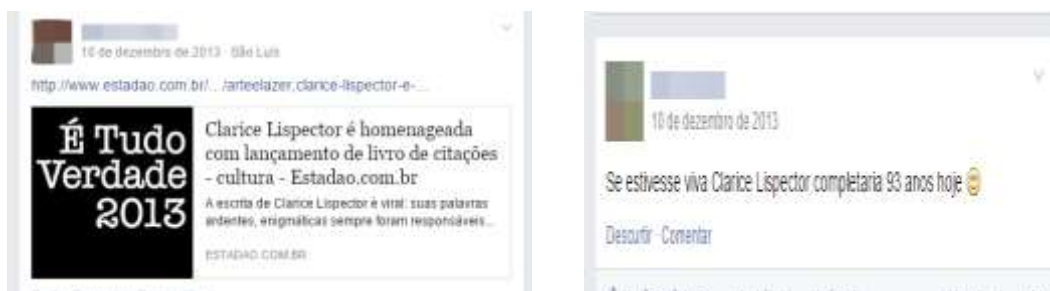 10 de dezembro de 2013 · São Luís
http://www.estadao.com.br/.../arteelazer,clarice-lispector-e-...
É Tudo
Verdade
2013
Clarice Lispector é homenageada
com lançamento de livro de citações
- cultura - Estadao.com.br
A escrita de Clarice Lispector é viral: suas palavras
ardentes, enigmáticas sempre foram responsáveis...
ESTADAO.COM.BR
10 de dezembro de 2013
Se estivesse viva Clarice Lispector completaria 93 anos hoje
Descurtir · Comentar